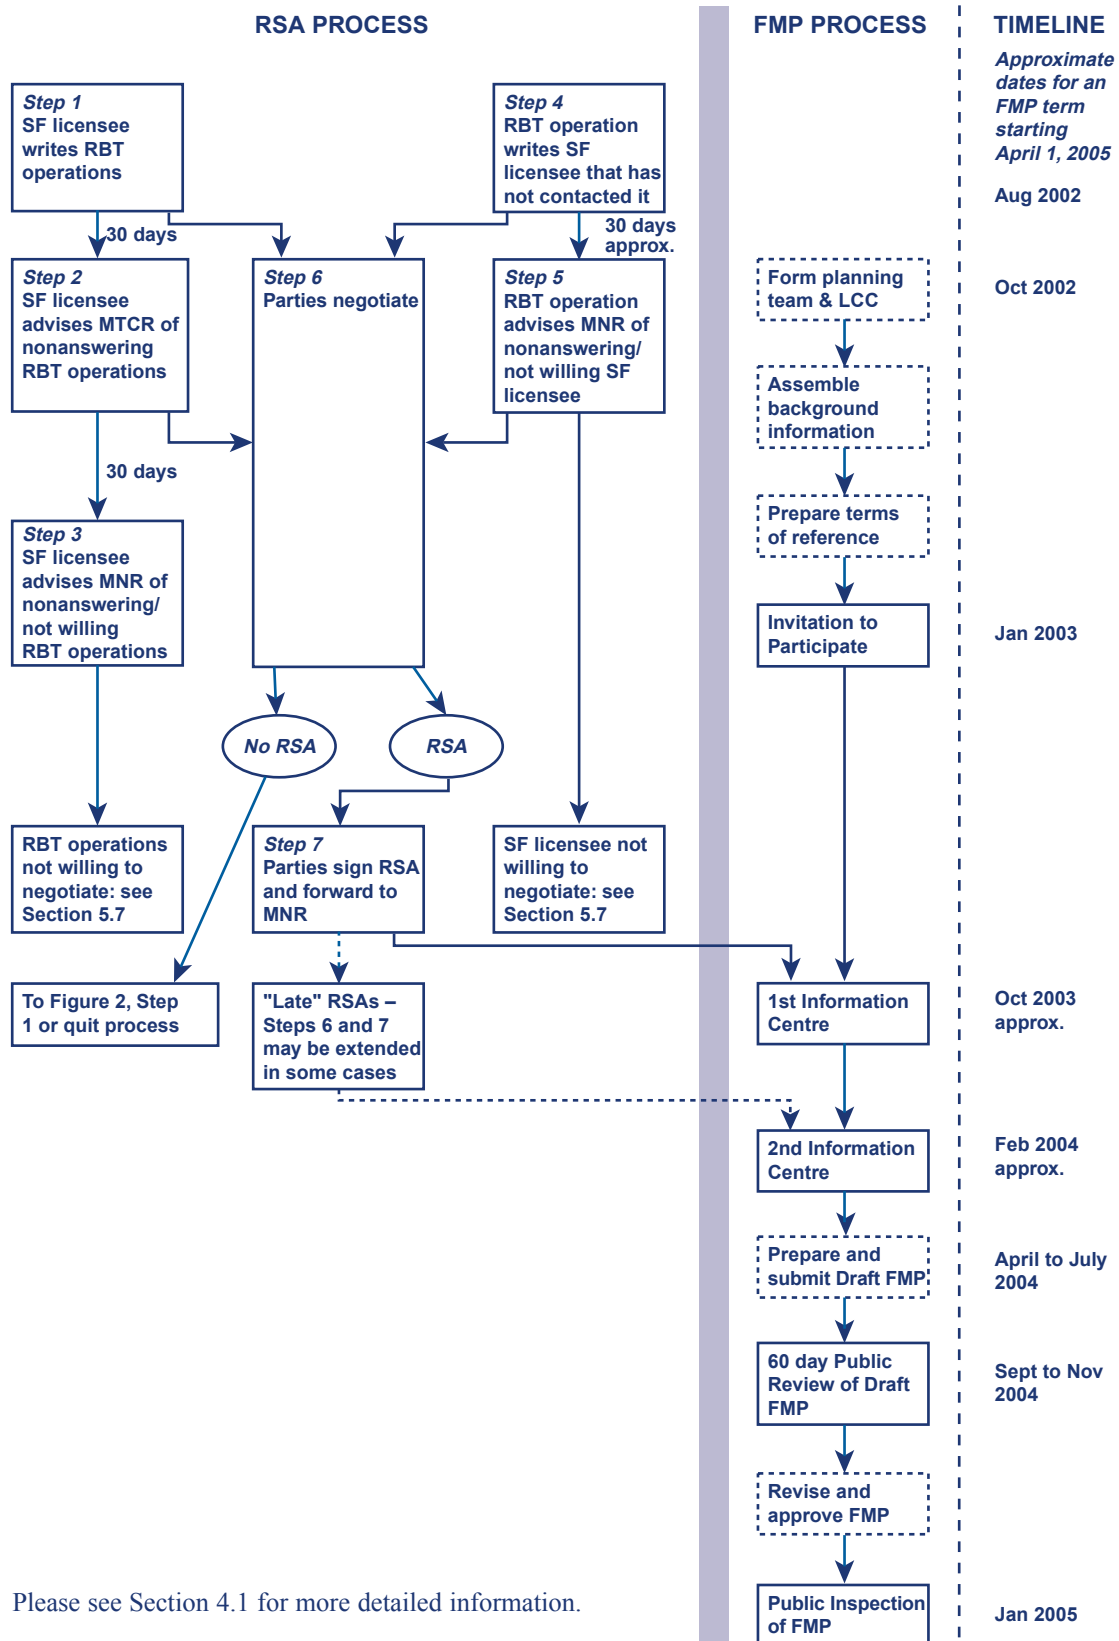 RSA PROCESS
Step 1
SF licensee
writes RBT
operations
30 days
Step 2
SF licensee
advises MTCR of
nonanswering
RBT operations
30 days
Step 3
SF licensee
advises MNR of
nonanswering/
not willing
RBT operations
RBT operations
not willing to
negotiate: see
Section 5.7
Step 4
RBT operation
writes SF
licensee that has
not contacted it
30 days
approx.
Step 5
RBT operation
advises MNR of
nonanswering/
not willing SF
licensee
SF licensee not
willing to
negotiate: see
Section 5.7
Step 6
Parties negotiate
No RSA
RSA
To Figure 2, Step
1 or quit process
Step 7
Parties sign RSA
and forward to
MNR
"Late" RSAs –
Steps 6 and 7
may be extended
in some cases
FMP PROCESS
Form planning
team & LCC
Assemble
background
information
Prepare terms
of reference
Invitation to
Participate
1st Information
Centre
2nd Information
Centre
Prepare and
submit Draft FMP
60 day Public
Review of Draft
FMP
Revise and
approve FMP
Public Inspection
of FMP
TIMELINE
Approximate
dates for an
FMP term
starting
April 1, 2005
Aug 2002
Oct 2002
Jan 2003
Oct 2003
approx.
Feb 2004
approx.
April to July
2004
Sept to Nov
2004
Jan 2005
Please see Section 4.1 for more detailed information.